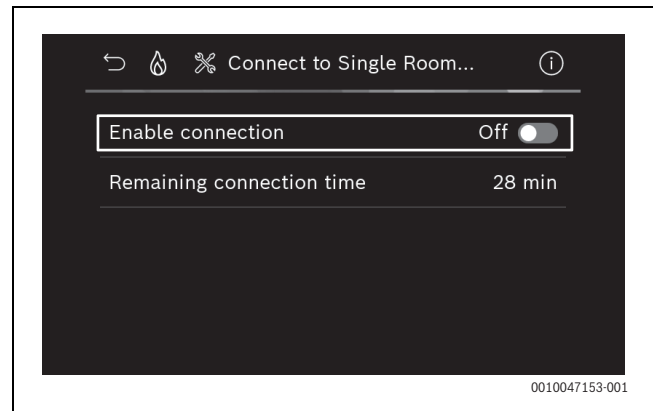 Connect to Single Room...
Enable connection Off
Remaining connection time 28 min
0010047153-001